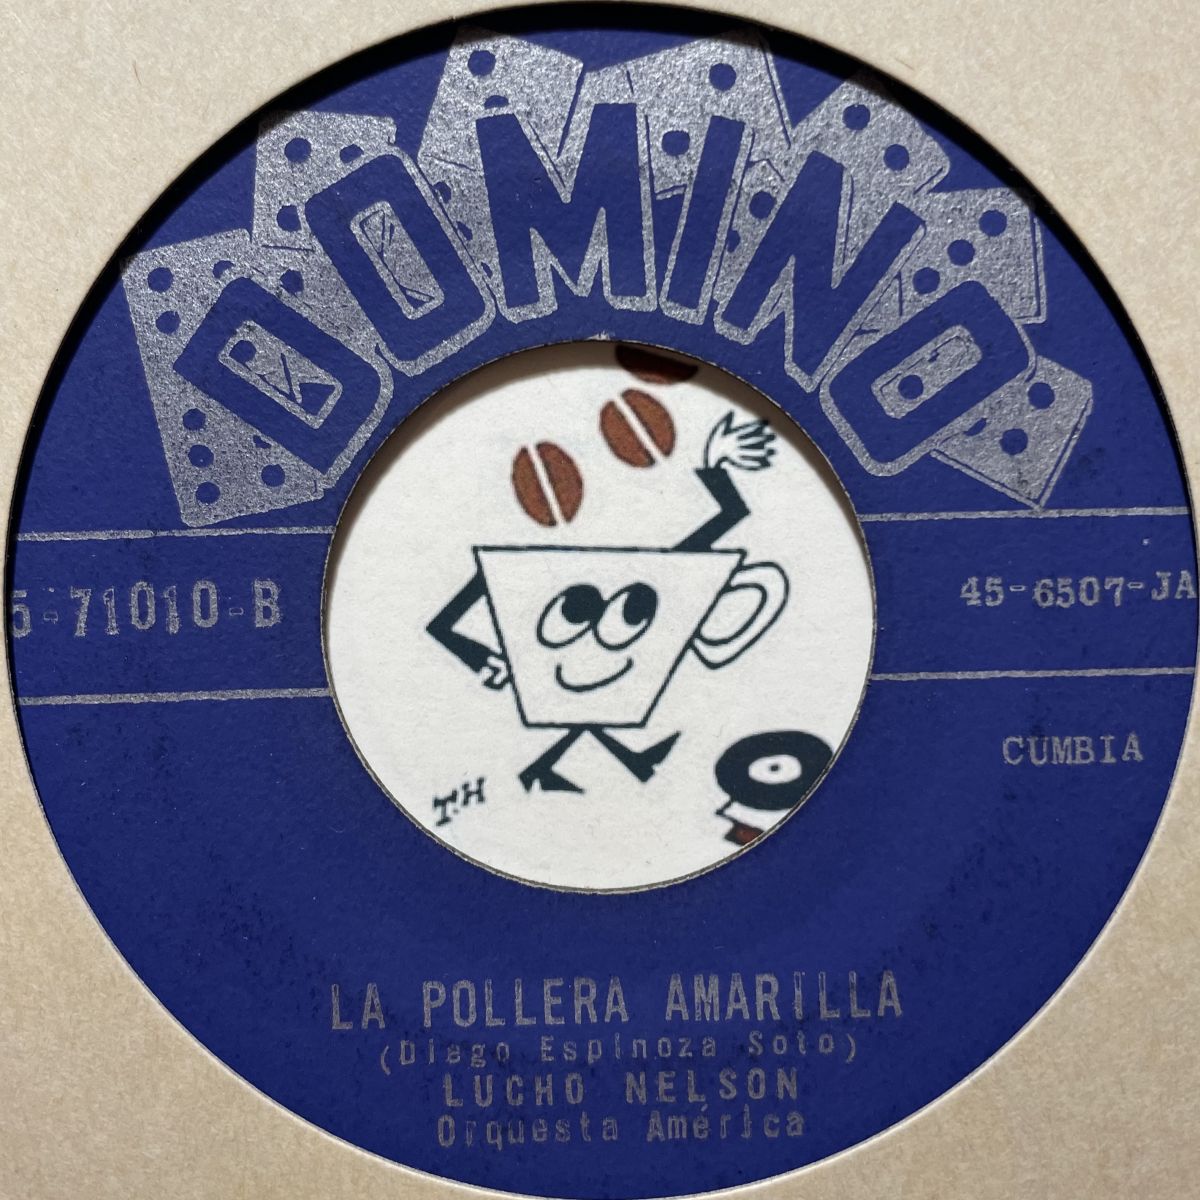 DOMINO
5-71010-B
45-6507-JA
CUMBIA
T.H
LA POLLERA AMARILLA
(Diego Espinoza Soto)
LUCHO NELSON
Orquesta América